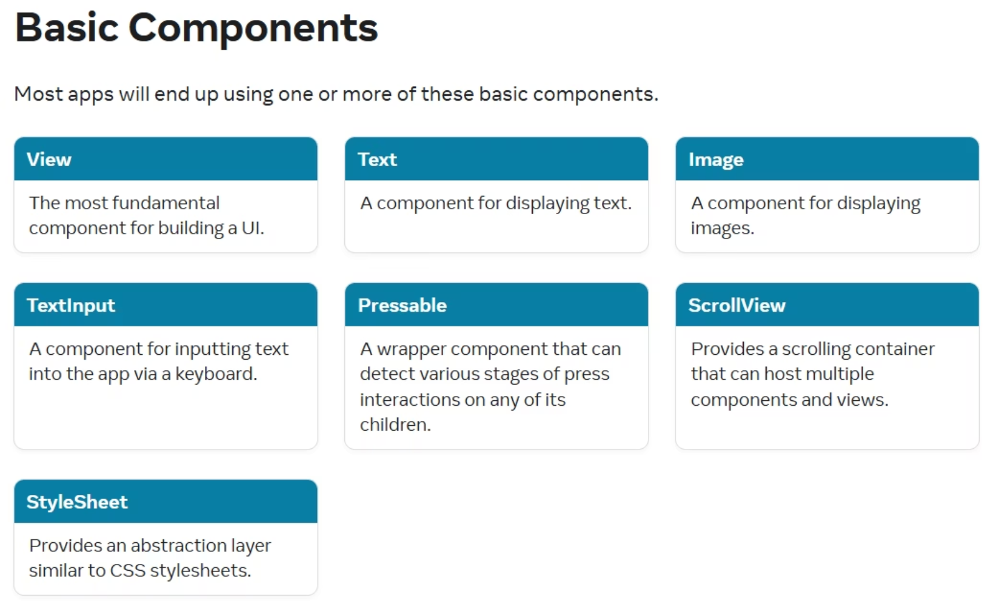 Basic Components
Most apps will end up using one or more of these basic components.
View
The most fundamental
component for building a UI.
Text
A component for displaying text.
Image
A component for displaying
images.
TextInput
A component for inputting text
into the app via a keyboard.
Pressable
A wrapper component that can
detect various stages of press
interactions on any of its
children.
ScrollView
Provides a scrolling container
that can host multiple
components and views.
StyleSheet
Provides an abstraction layer
similar to CSS stylesheets.